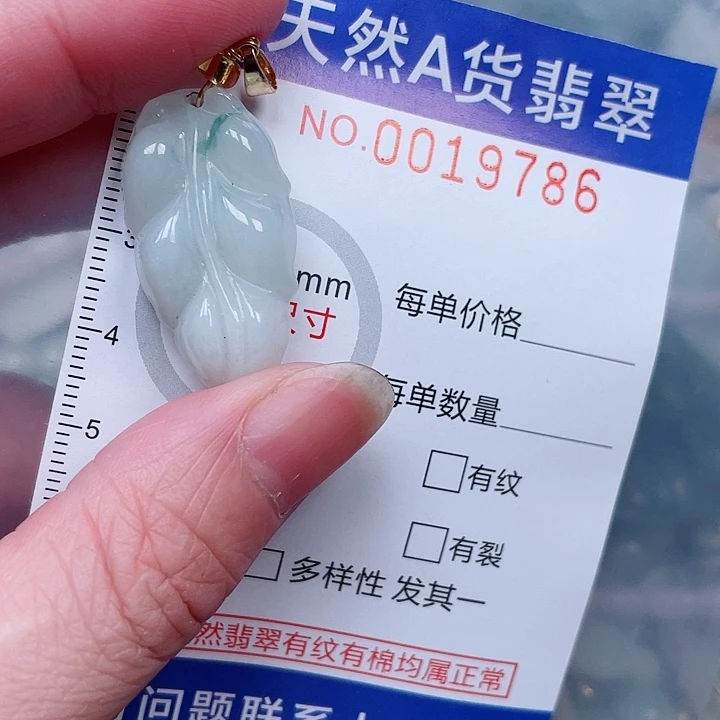 天然A货翡翠
NO.0019786
3
mm
尺寸
每单价格
4
每单数量
5
有纹
有裂
多样性 发其一
然翡翠有纹有棉均属正常
问题联系